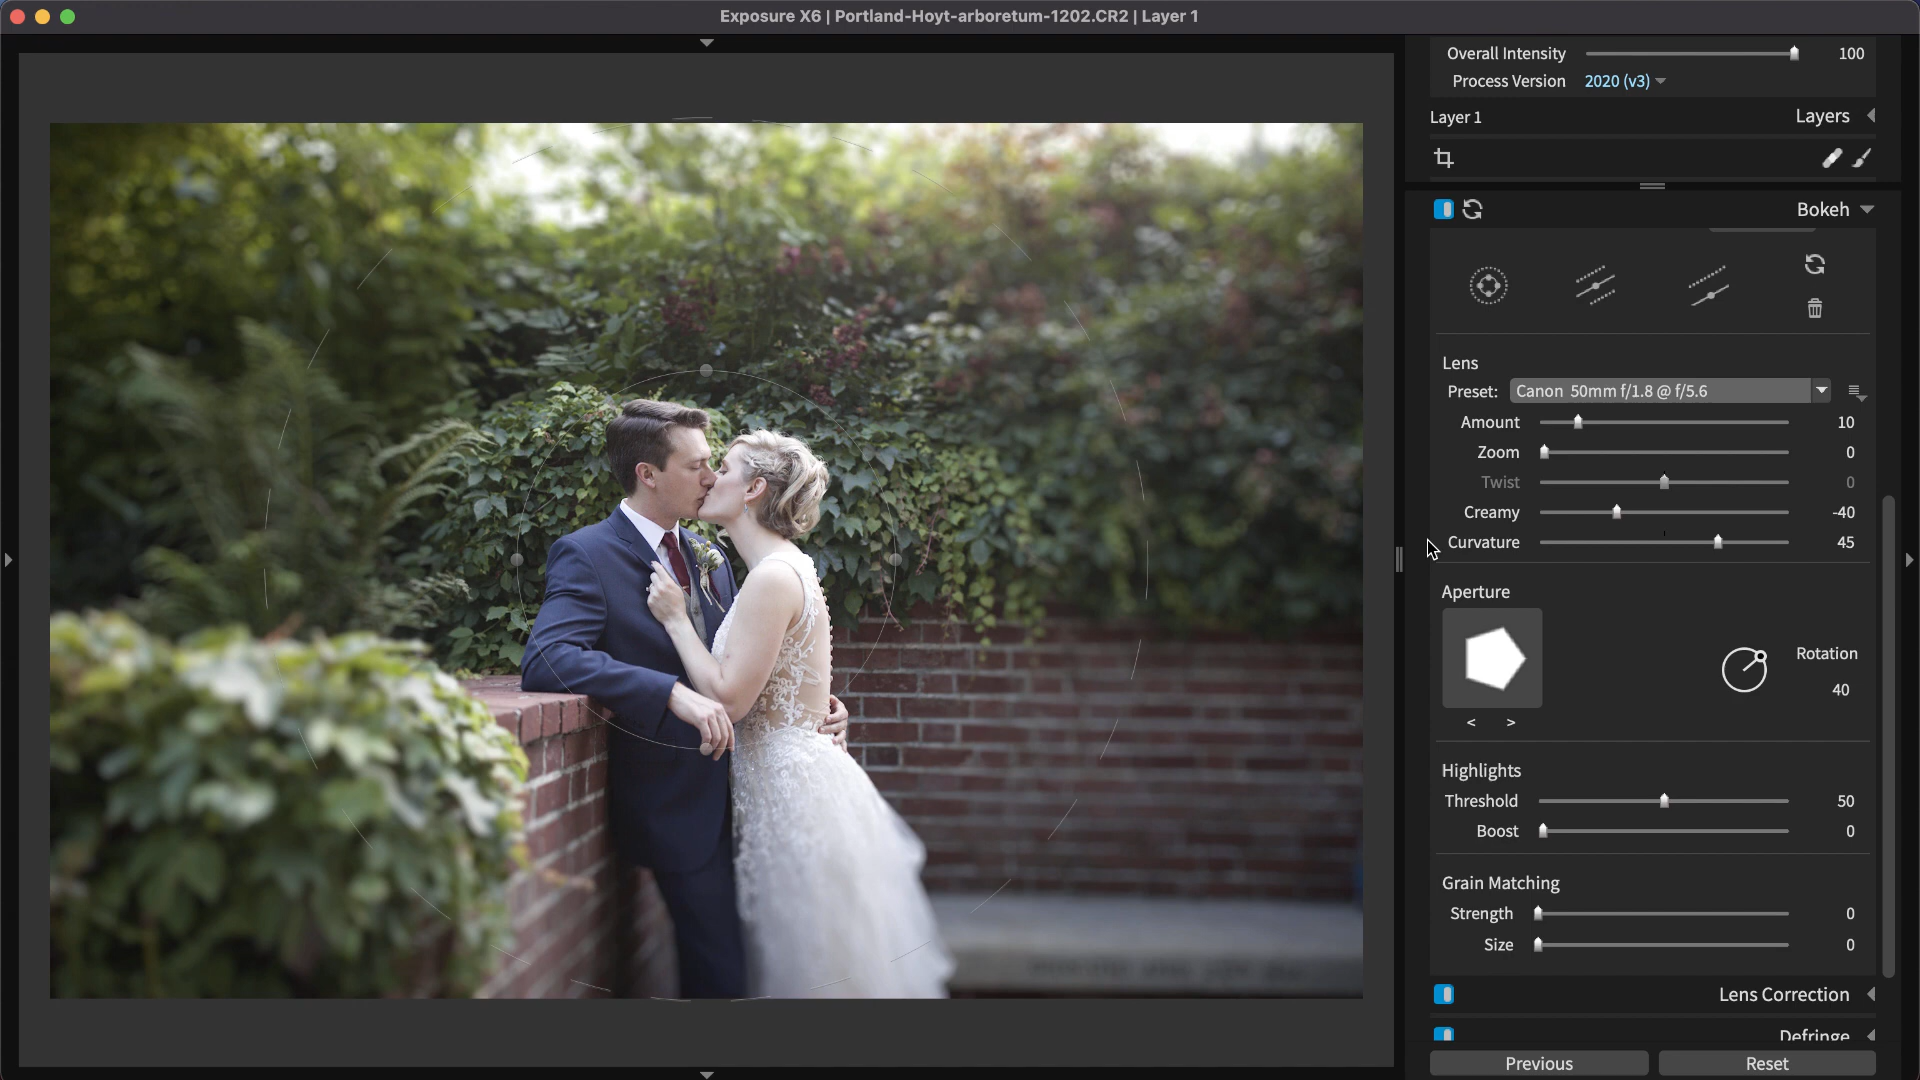 Exposure X6 | Portland-Hoyt-arboretum-1202.CR2 | Layer 1
Overall Intensity 100
Process Version 2020 (v3)
Layer 1 Layers
Bokeh
Lens
Preset: Canon 50mm f/1.8 @ f/5.6
Amount 10
Zoom 0
Twist 0
Creamy -40
Curvature 45
Aperture
Rotation
40
< >
Highlights
Threshold 50
Boost 0
Grain Matching
Strength 0
Size 0
Lens Correction
Defringe
Previous Reset